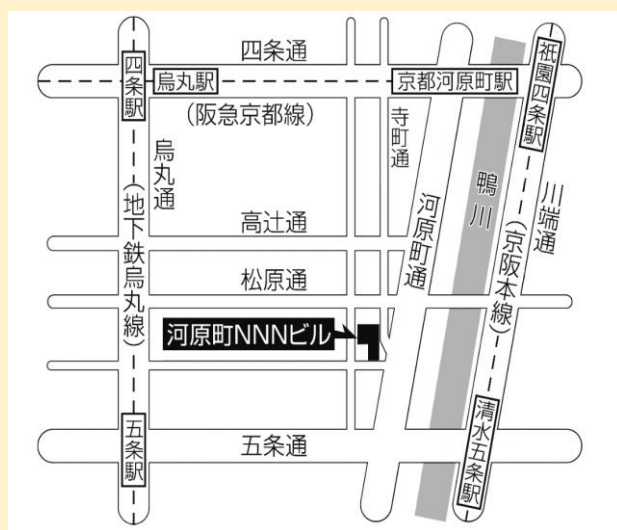 四条通
四条駅
烏丸駅
京都河原町駅
祇園四条駅
（阪急京都線）
寺町通
烏丸通
鴨川
川端通
河原町通
高辻通
（地下鉄烏丸線）
（京阪本線）
松原通
河原町NNNビル
五条駅
五条通
清水五条駅